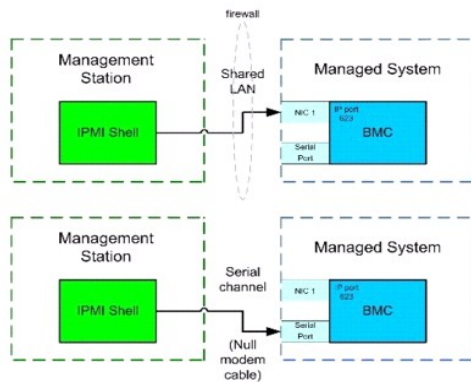 firewall
Management
Station
Shared
LAN
Managed System
IPMI Shell
NIC 1
IP port
623
BMC
Serial
Port
Management
Station
Serial
channel
Managed System
IPMI Shell
NIC 1
IP port
623
BMC
Serial
Port
(Null
modem
cable)